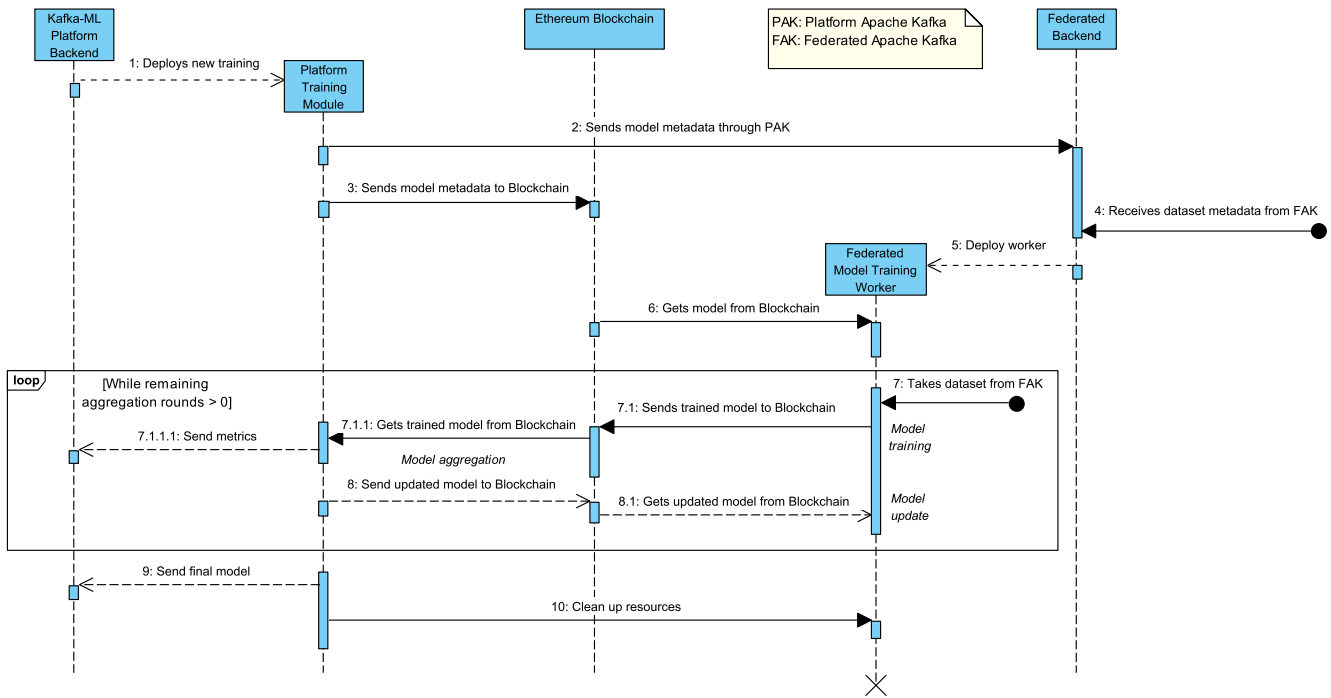 Kafka-ML
Platform
Backend
Ethereum Blockchain
PAK: Platform Apache Kafka
FAK: Federated Apache Kafka
Federated
Backend
1: Deploys new training
Platform
Training
Module
2: Sends model metadata through PAK
3: Sends model metadata to Blockchain
4: Receives dataset metadata from FAK
5: Deploy worker
Federated
Model Training
Worker
6: Gets model from Blockchain
loop
[While remaining
aggregation rounds > 0]
7: Takes dataset from FAK
7.1: Sends trained model to Blockchain
7.1.1: Gets trained model from Blockchain
7.1.1.1: Send metrics
Model
training
Model aggregation
8: Send updated model to Blockchain
8.1: Gets updated model from Blockchain
Model
update
9: Send final model
10: Clean up resources